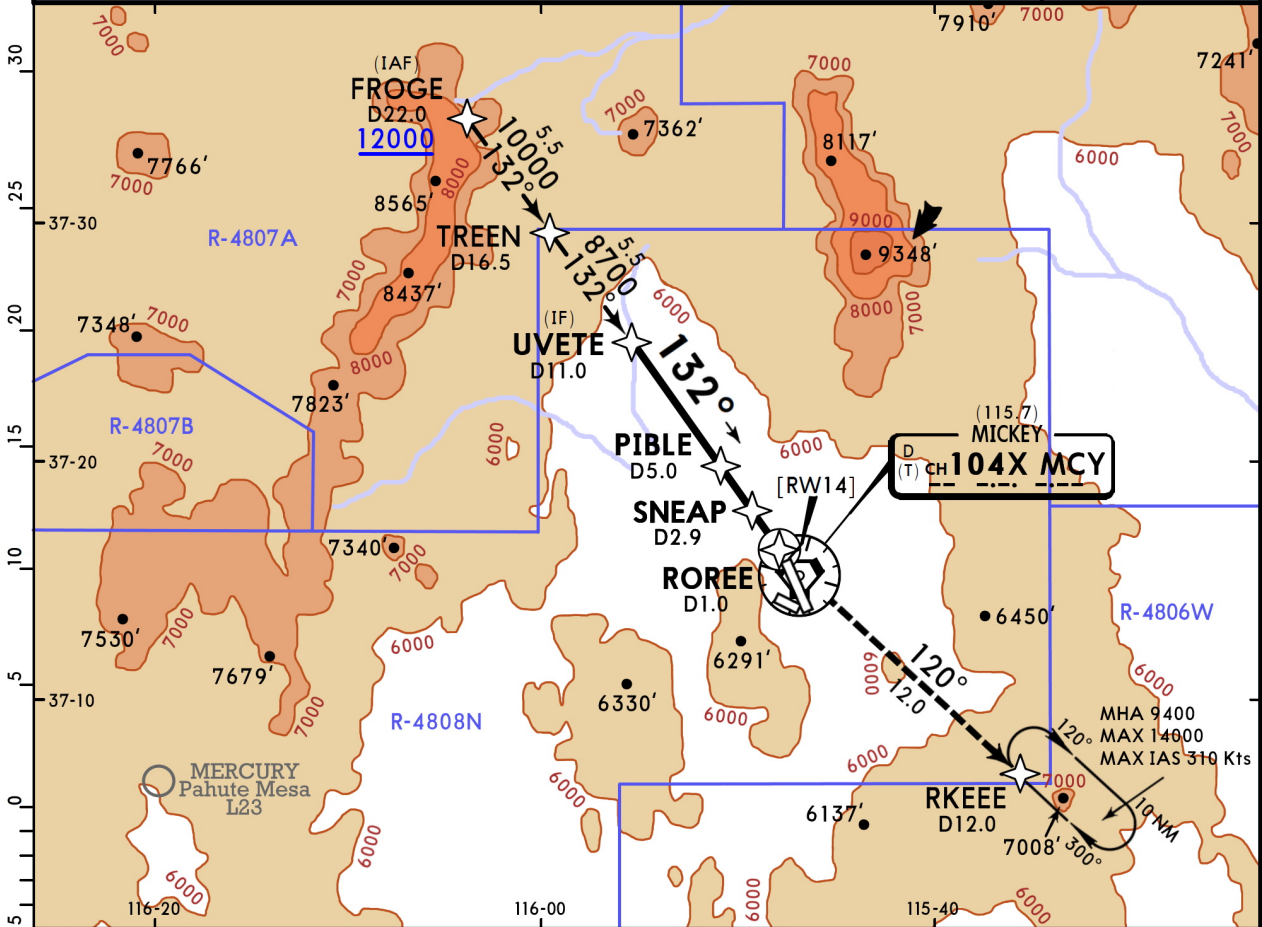 7000
7910′
7000
7241′
7000
30
(IAF)
FROGE
D22.0
12000
7000
7362′
7000
8117′
5.5
10000
132°
7766′
7000
6000
25
8565′
8000
37-30
R-4807A
TREEN
D16.5
5.5
8700
132°
9000
9348′
7000
8437′
6000
8000
7000
20
7348′
7000
(IF)
UVETE
D11.0
8000
132°
7823′
R-4807B
(115.7)
MICKEY
D
(T)
CH
104X MCY
15
37-20
7000
6000
PIBLE
D5.0
6000
[RW14]
SNEAP
D2.9
7340′
7000
10
ROREE
D1.0
7530′
7000
7679′
6000
6291′
6450′
R-4806W
6000
120°
12.0
6000
5
37-10
7000
R-4808N
6330′
6000
MHA 9400
MAX 14000
MAX IAS 310 Kts
120°
MERCURY
Pahute Mesa
L23
6000
6000
7000
10 NM
0
RKEEE
D12.0
6137′
7008′
300°
6000
6000
6000
6000
5
116-20
116-00
115-40